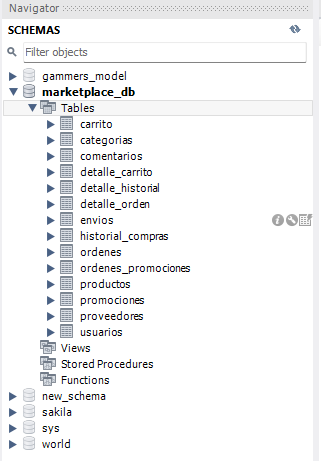 Navigator
SCHEMAS
Filter objects
gammers_model
marketplace_db
Tables
carrito
categorias
comentarios
detalle_carrito
detalle_historial
detalle_orden
envios
historial_compras
ordenes
ordenes_promociones
productos
promociones
proveedores
usuarios
Views
Stored Procedures
Functions
new_schema
sakila
sys
world